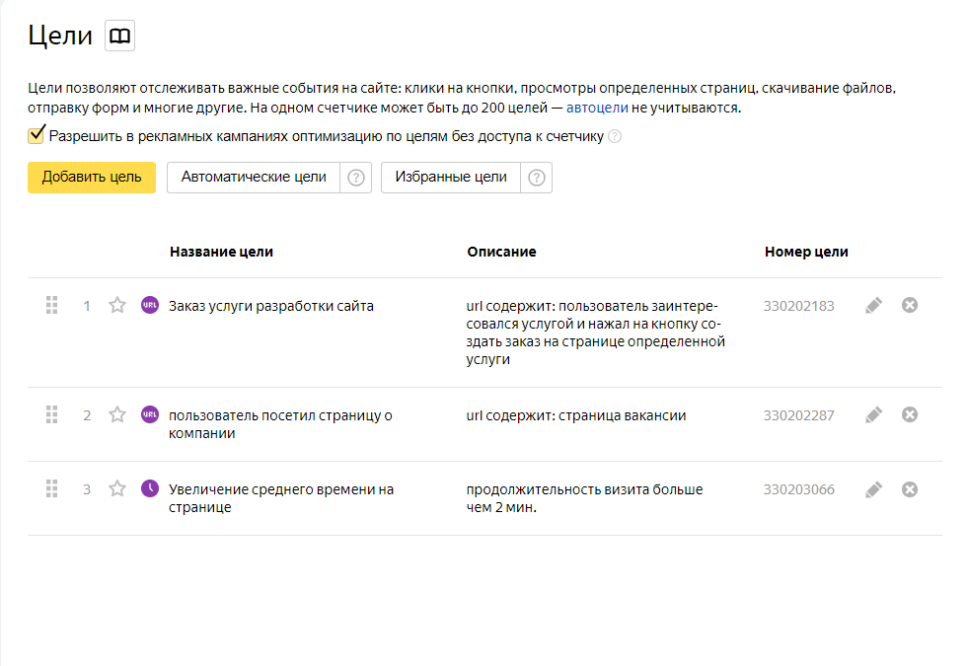 Цели
Цели позволяют отслеживать важные события на сайте: клики на кнопки, просмотры определенных страниц, скачивание файлов,
отправку форм и многие другие. На одном счетчике может быть до 200 целей — автоцели не учитываются.
Разрешить в рекламных кампаниях оптимизацию по целям без доступа к счетчику ?
Добавить цель Автоматические цели ? Избранные цели ?
Название цели Описание Номер цели
1 URL Заказ услуги разработки сайта url содержит: пользователь заинтере- 330202183
совался услугой и нажал на кнопку со-
здать заказ на странице определенной
услуги
2 URL пользователь посетил страницу о url содержит: страница вакансии 330202287
компании
3 Увеличение среднего времени на продолжительность визита больше 330203066
странице чем 2 мин.